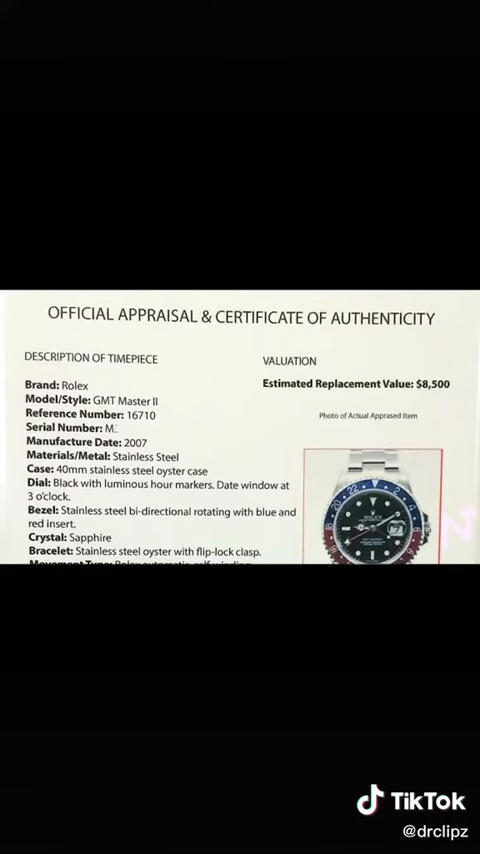 OFFICIAL APPRAISAL & CERTIFICATE OF AUTHENTICITY
DESCRIPTION OF TIMEPIECE
Brand: Rolex
Model/Style: GMT Master II
Reference Number: 16710
Serial Number: M
Manufacture Date: 2007
Materials/Metal: Stainless Steel
Case: 40mm stainless steel oyster case
Dial: Black with luminous hour markers. Date window at
3 o'clock.
Bezel: Stainless steel bi-directional rotating with blue and
red insert.
Crystal: Sapphire
Bracelet: Stainless steel oyster with flip-lock clasp.
VALUATION
Estimated Replacement Value: $8,500
Photo of Actual Apprased Item
TikTok
@drclipz